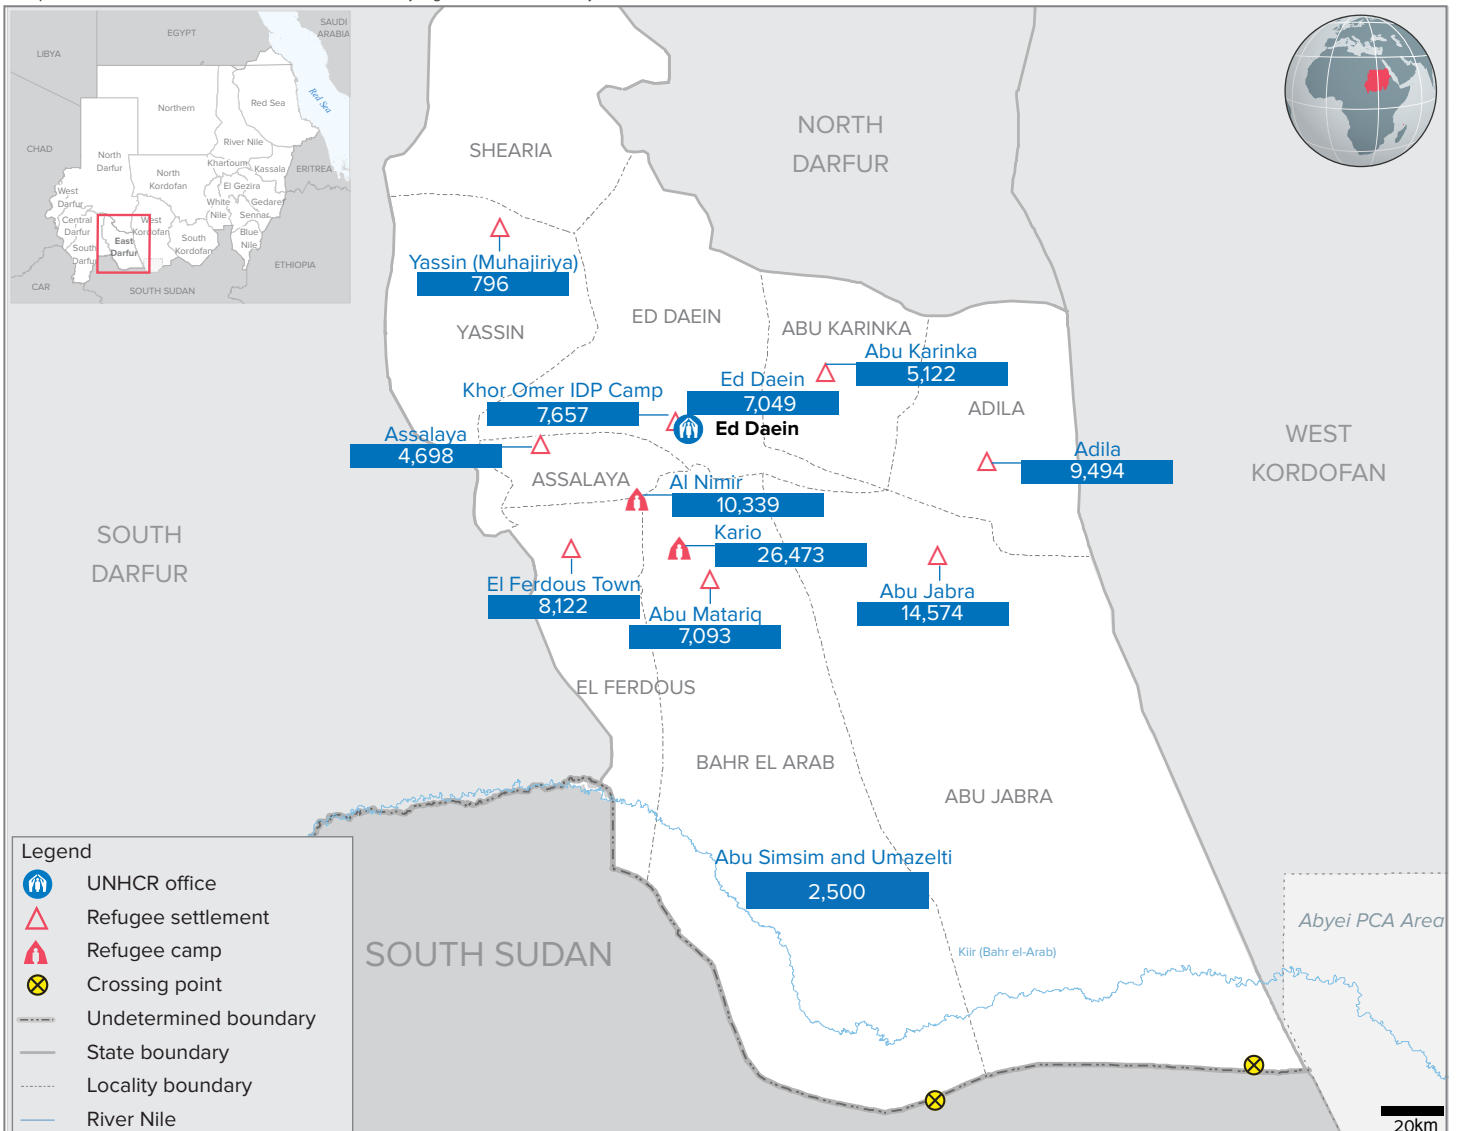 SAUDI
ARABIA
EGYPT
LIBYA
Red Sea
Northern
Red Sea
River Nile
CHAD
North
Darfur
Khartoum
Kassala
ERITREA
North
Kordofan
El Gezira
West
Darfur
White
Nile
Gedaref
Sennar
Central
Darfur
West
Kordofan
East
Darfur
South
Kordofan
Blue
Nile
South
Darfur
ETHIOPIA
CAR
SOUTH SUDAN
NORTH
DARFUR
SHEARIA
Yassin (Muhajiriya)
796
YASSIN
ED DAEIN
ABU KARINKA
Abu Karinka
5,122
Khor Omer IDP Camp
7,657
Ed Daein
7,049
Ed Daein
ADILA
Assalaya
4,698
Adila
9,494
WEST
KORDOFAN
ASSALAYA
Al Nimir
10,339
SOUTH
DARFUR
Kario
26,473
El Ferdous Town
8,122
Abu Matariq
7,093
Abu Jabra
14,574
EL FERDOUS
BAHR EL ARAB
ABU JABRA
Abu Simsim and Umazelti
2,500
SOUTH SUDAN
Kiir (Bahr el-Arab)
Abyei PCA Area
Legend
UNHCR office
Refugee settlement
Refugee camp
Crossing point
Undetermined boundary
State boundary
Locality boundary
River Nile
20km